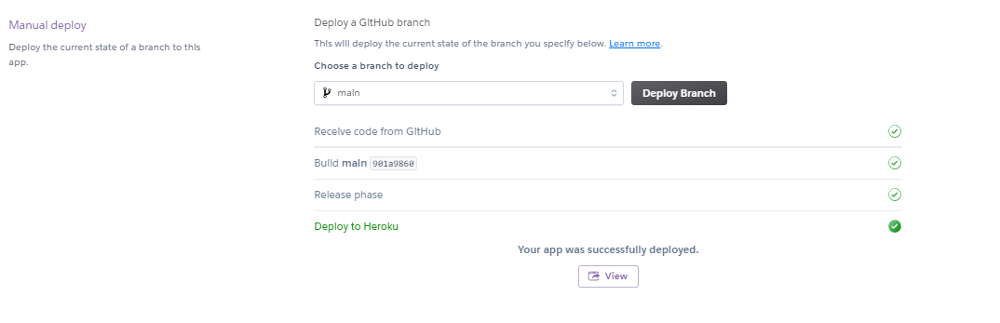 Manual deploy
Deploy the current state of a branch to this
app.
Deploy a GitHub branch
This will deploy the current state of the branch you specify below. Learn more.
Choose a branch to deploy
main
Deploy Branch
Receive code from GitHub
Build main 901a9860
Release phase
Deploy to Heroku
Your app was successfully deployed.
View